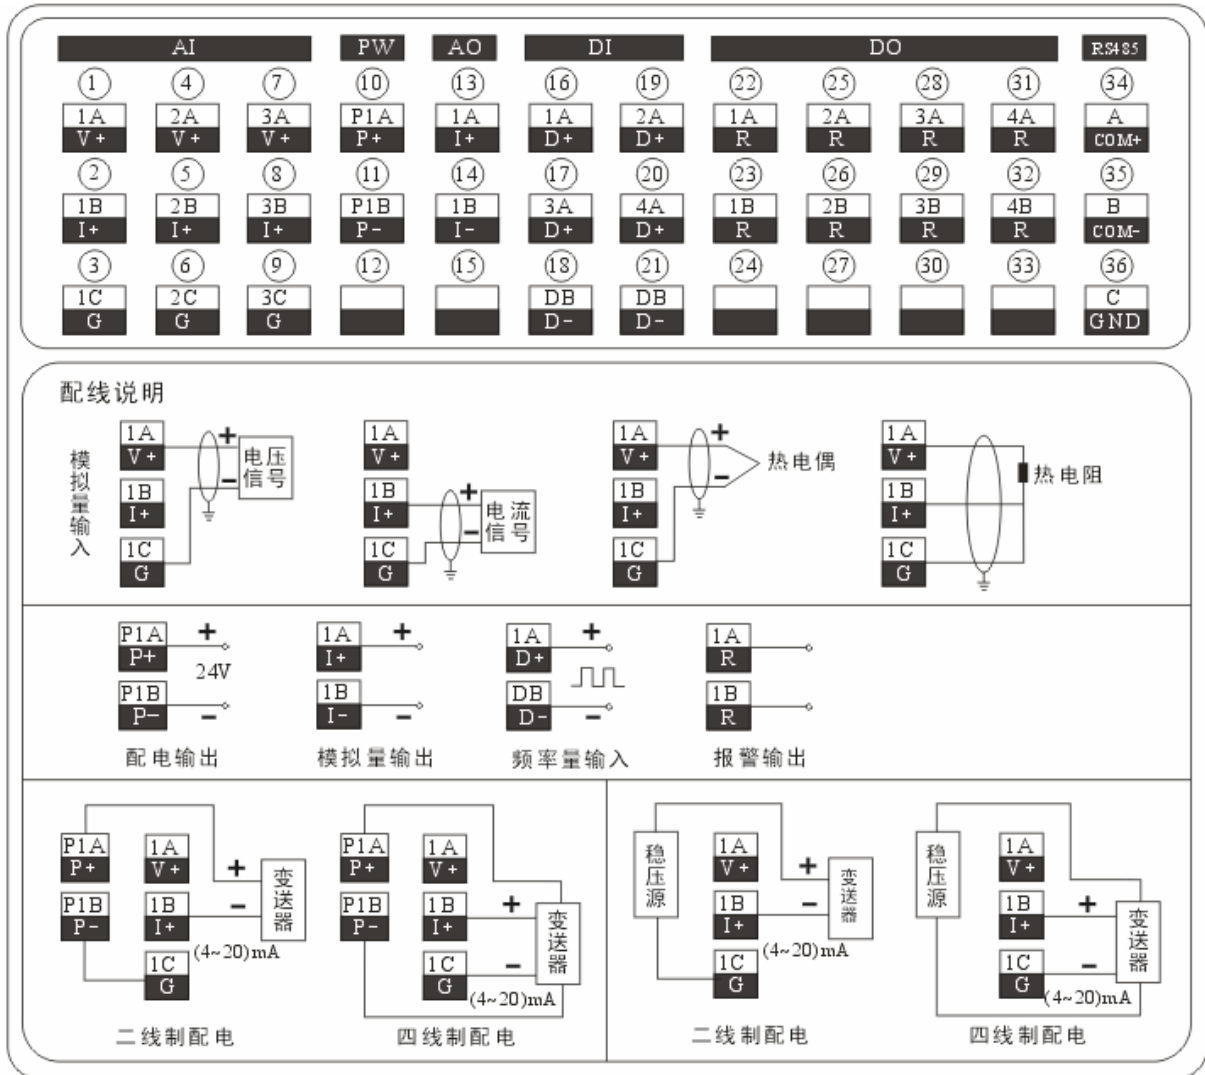 AI PW AO DI DO RS485
1 4 7 10 13 16 19 22 25 28 31 34
1A 2A 3A P1A 1A 1A 2A 1A 2A 3A 4A A
V+ V+ V+ P+ I+ D+ D+ R R R R COM+
2 5 8 11 14 17 20 23 26 29 32 35
1B 2B 3B P1B 1B 3A 4A 1B 2B 3B 4B B
I+ I+ I+ P- I- D+ D+ R R R R COM-
3 6 9 12 15 18 21 24 27 30 33 36
1C 2C 3C DB DB C
G G G D- D- GND
配线说明
模拟量输入
1A
V+
1B
I+
1C
G
+
-
电压
信号
1A
V+
1B
I+
1C
G
+
-
电流
信号
1A
V+
1B
I+
1C
G
+
-
热电偶
1A
V+
1B
I+
1C
G
热电阻
P1A
P+
P1B
P-
+
24V
-
配电输出
1A
I+
1B
I-
+
-
模拟量输出
1A
D+
DB
D-
+
-
频率量输入
1A
R
1B
R
报警输出
P1A
P+
P1B
P-
1A
V+
1B
I+
1C
G
+
-
变送器
(4~20)mA
二线制配电
P1A
P+
P1B
P-
1A
V+
1B
I+
1C
G
+
-
变送器
(4~20)mA
四线制配电
稳压源
1A
V+
1B
I+
1C
G
+
-
变送器
(4~20)mA
二线制配电
稳压源
1A
V+
1B
I+
1C
G
+
-
变送器
(4~20)mA
四线制配电